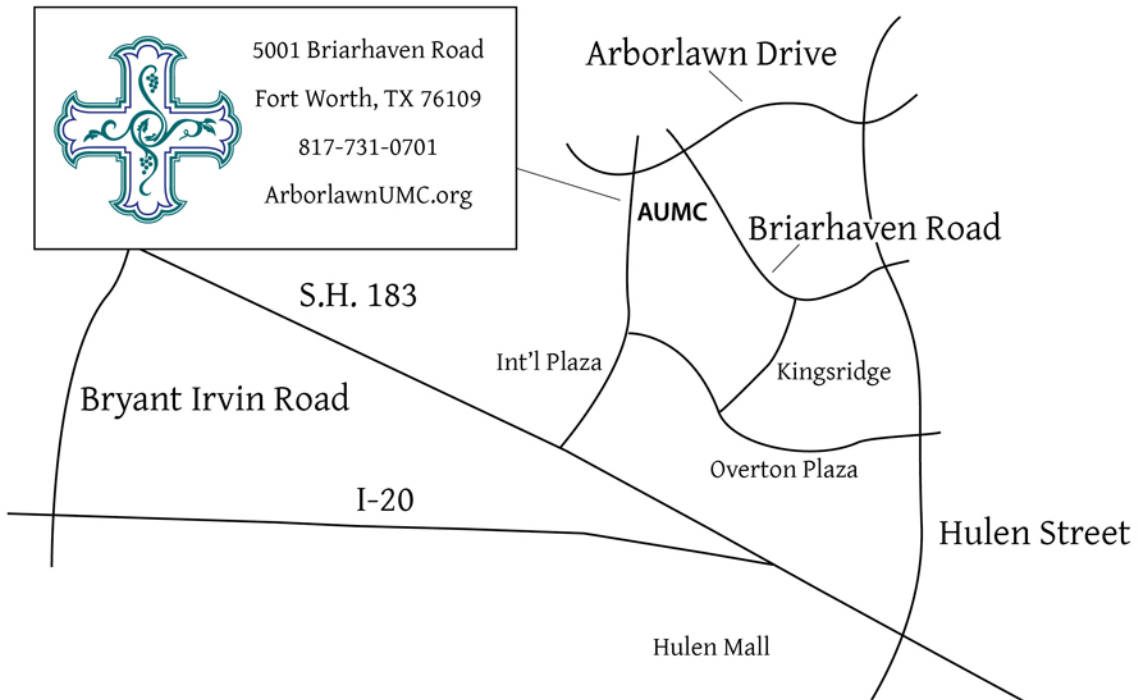 5001 Briarhaven Road
Fort Worth, TX 76109
817-731-0701
ArborlawnUMC.org
Arborlawn Drive
AUMC
Briarhaven Road
S.H. 183
Int'l Plaza
Kingsridge
Bryant Irvin Road
Overton Plaza
I-20
Hulen Street
Hulen Mall